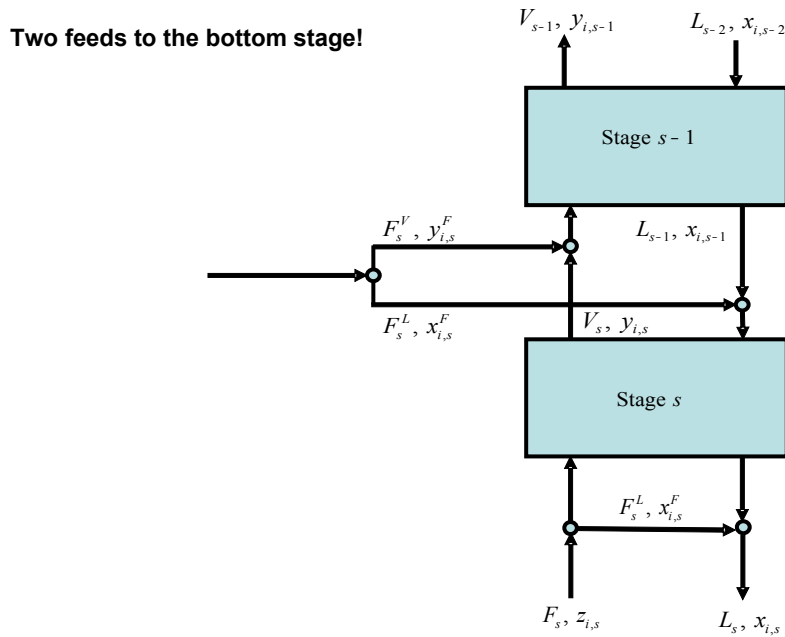 Two feeds to the bottom stage!
V_{s-1}, y_{i,s-1}
L_{s-2}, x_{i,s-2}
Stage s-1
F_s^V, y_{i,s}^F
L_{s-1}, x_{i,s-1}
F_s^L, x_{i,s}^F
V_s, y_{i,s}
Stage s
F_s^L, x_{i,s}^F
F_s, z_{i,s}
L_s, x_{i,s}